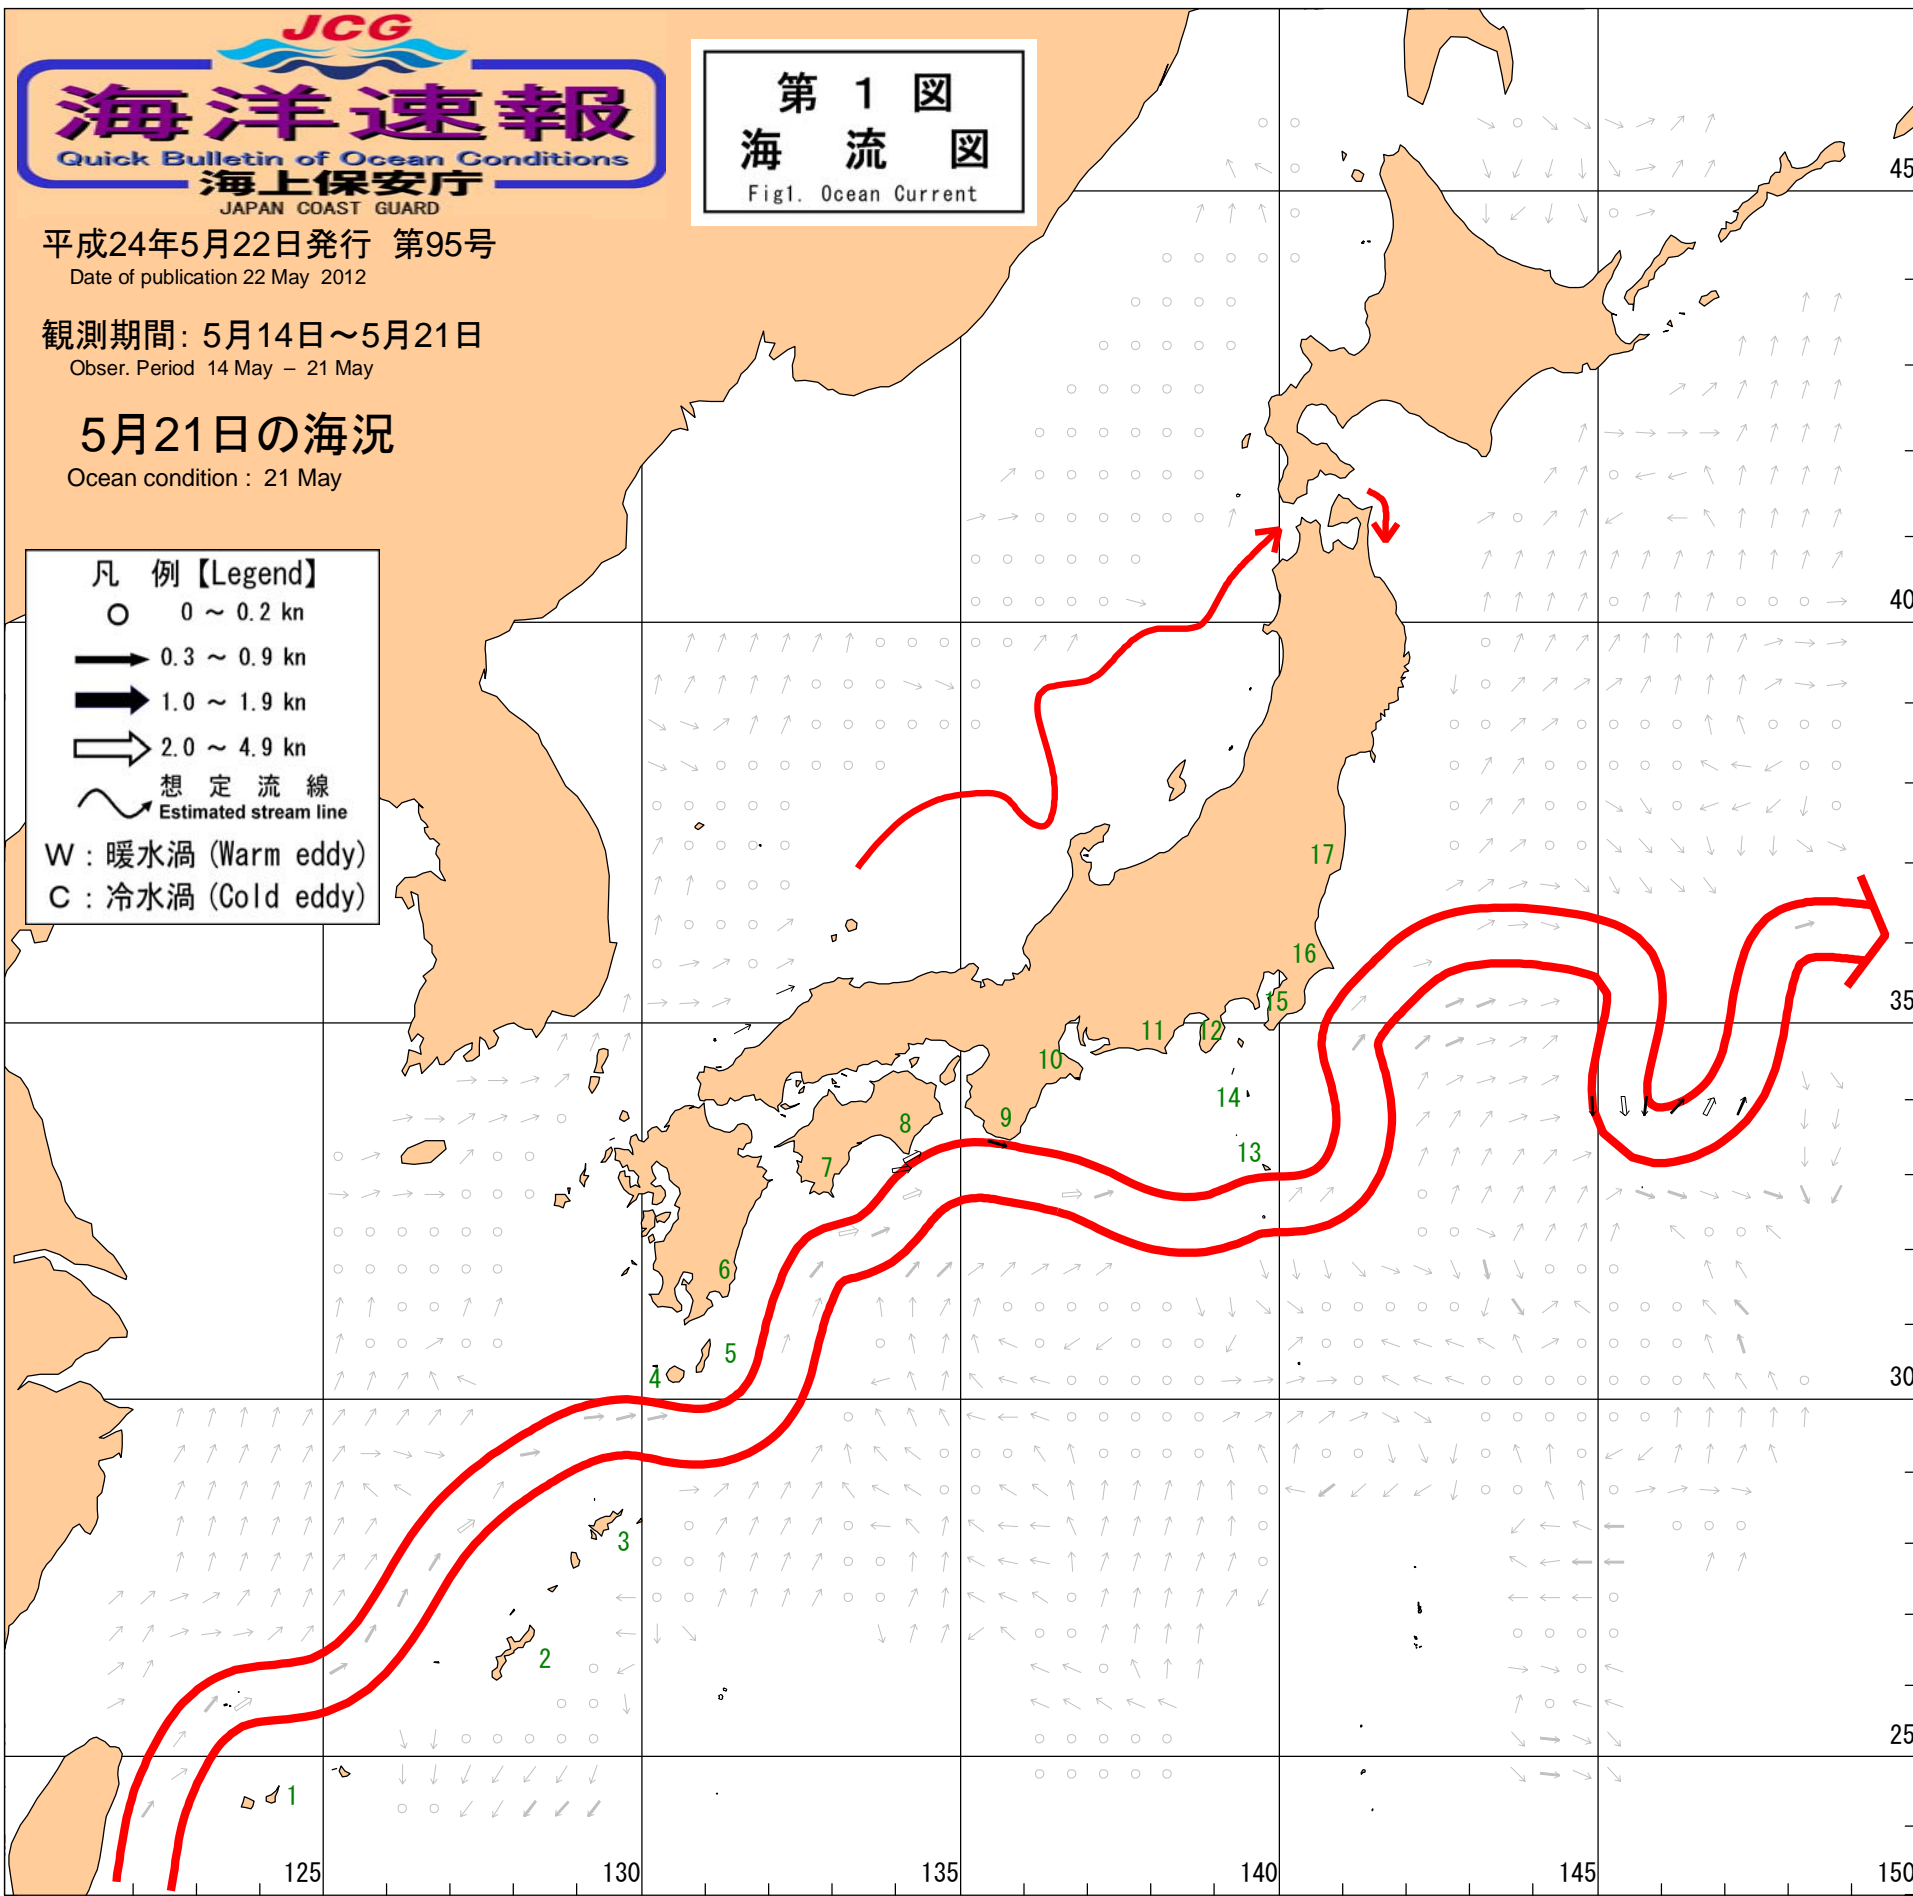 JCG
海洋速報
Quick Bulletin of Ocean Conditions
海上保安庁
JAPAN COAST GUARD
第 1 図
海 流 図
Fig1. Ocean Current
平成24年5月22日発行 第95号
Date of publication 22 May 2012
観測期間: 5月14日~5月21日
Obser. Period 14 May – 21 May
5月21日の海況
Ocean condition : 21 May
凡 例【Legend】
0 ~ 0.2 kn
0.3 ~ 0.9 kn
1.0 ~ 1.9 kn
2.0 ~ 4.9 kn
想 定 流 線
Estimated stream line
W : 暖水渦 (Warm eddy)
C : 冷水渦 (Cold eddy)
45
40
35
30
25
17
16
15
12
11
10
14
13
9
8
7
6
5
4
3
2
1
125
130
135
140
145
150